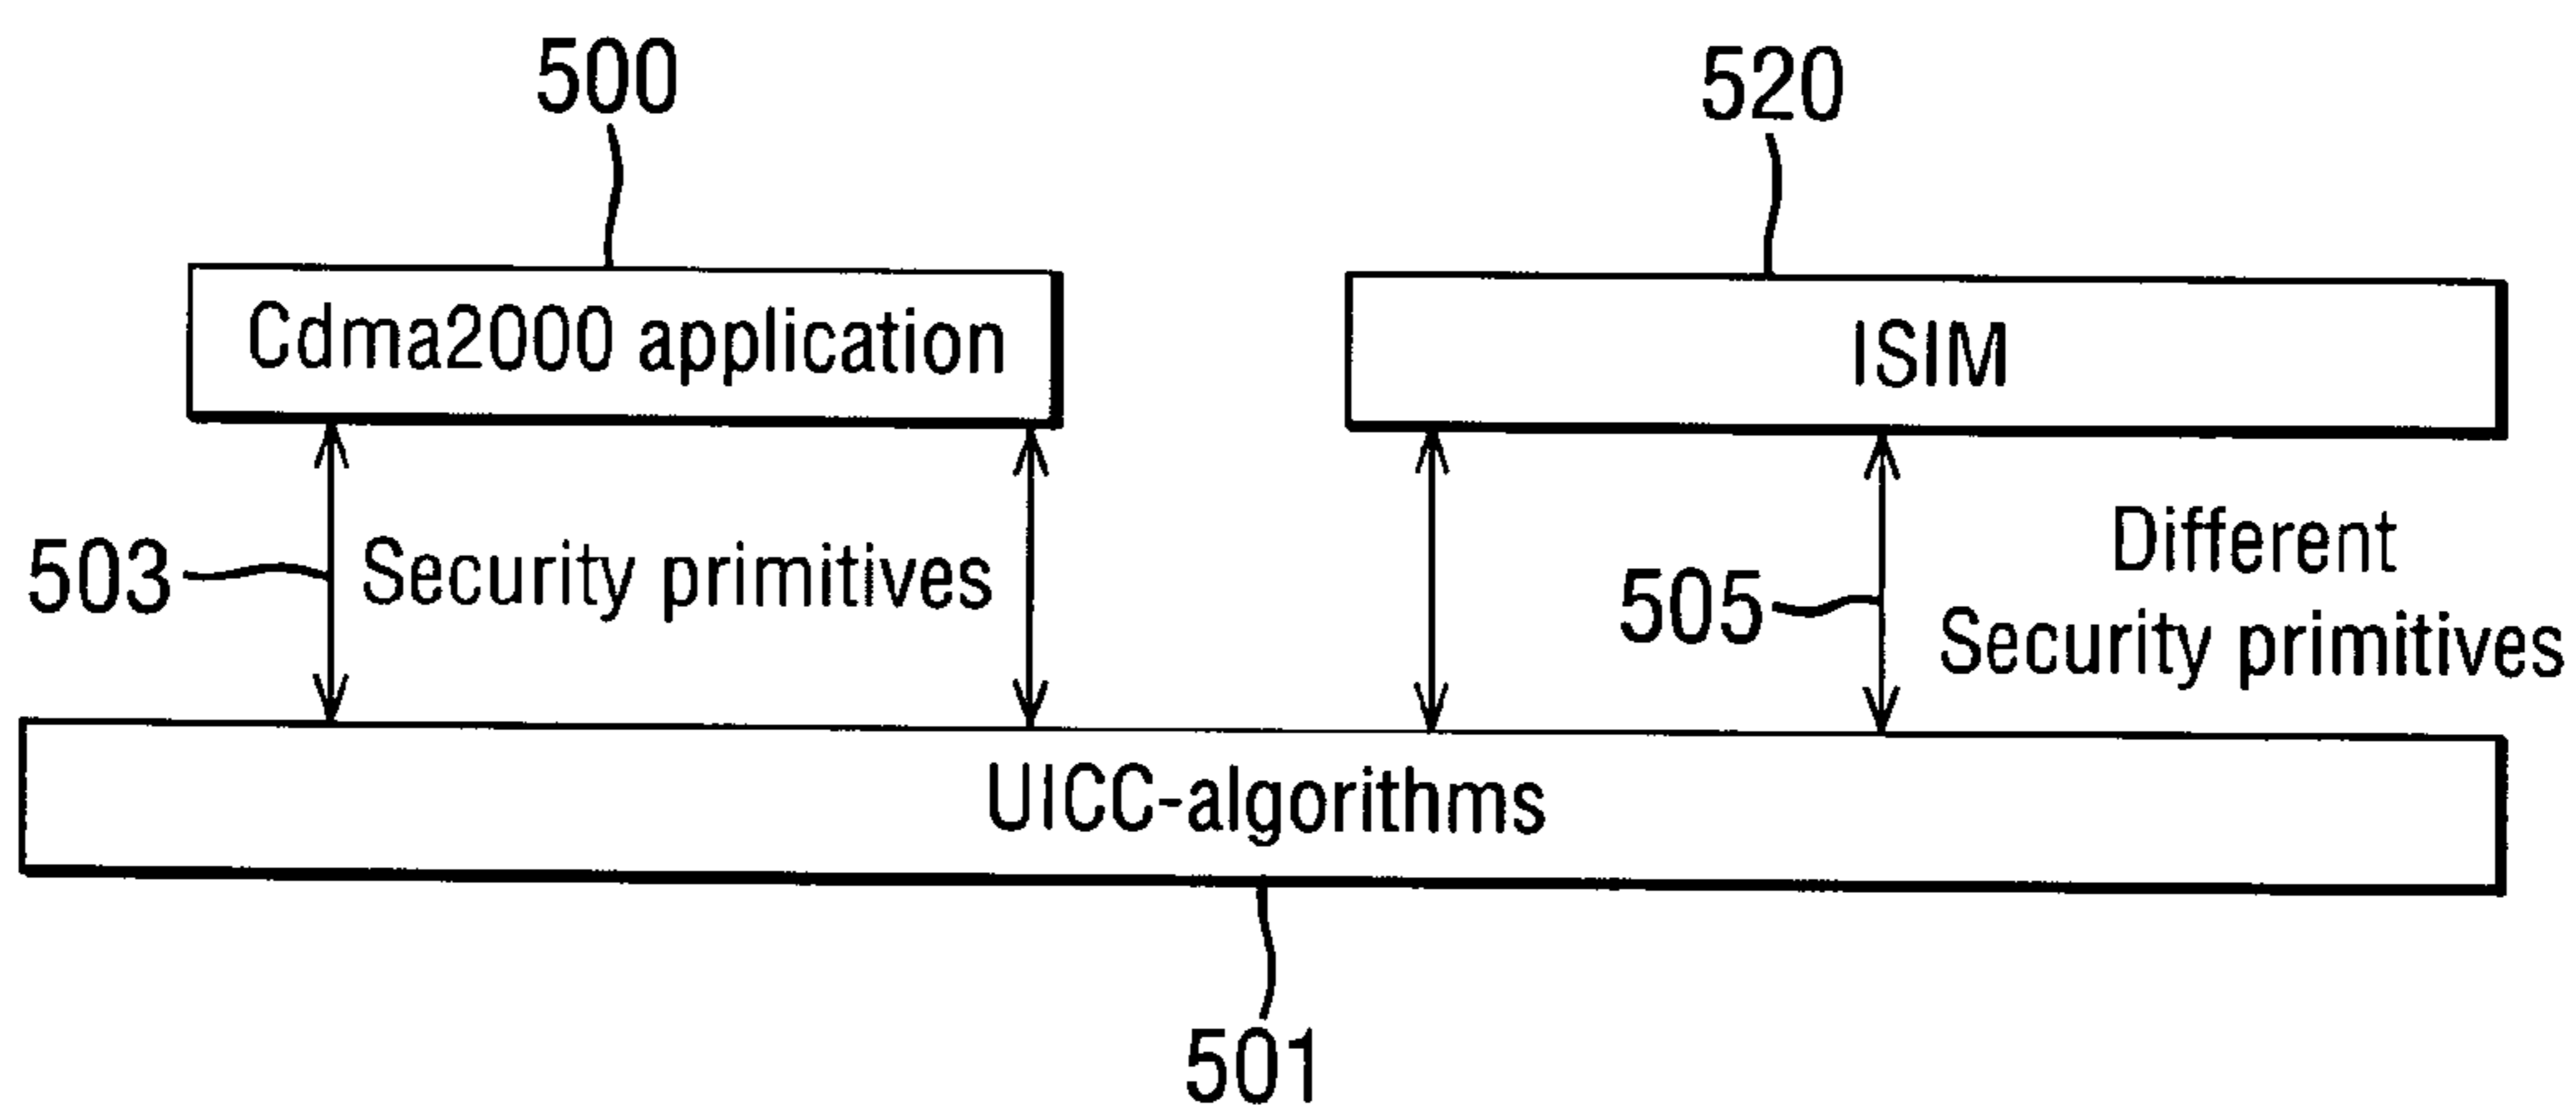 500
520
Cdma2000 application
ISIM
503
Security primitives
505
Different
Security primitives
UICC-algorithms
501